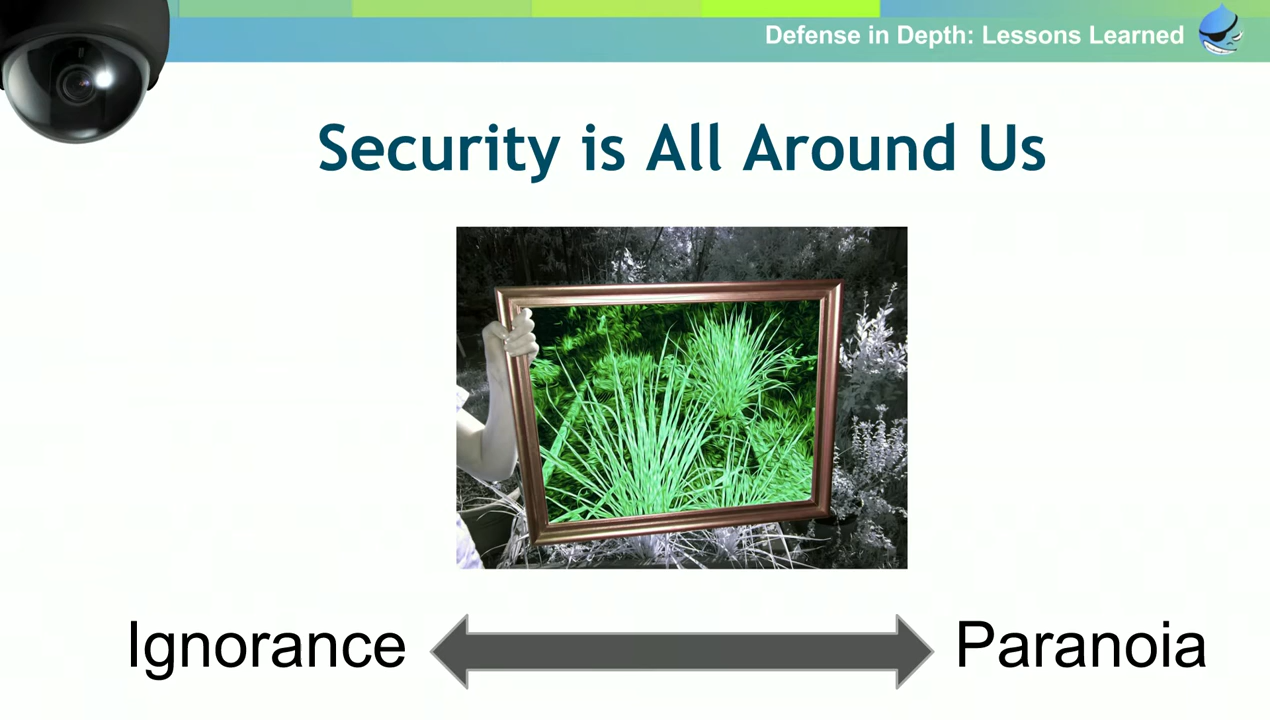 Defense in Depth: Lessons Learned
Security is All Around Us
Ignorance
Paranoia